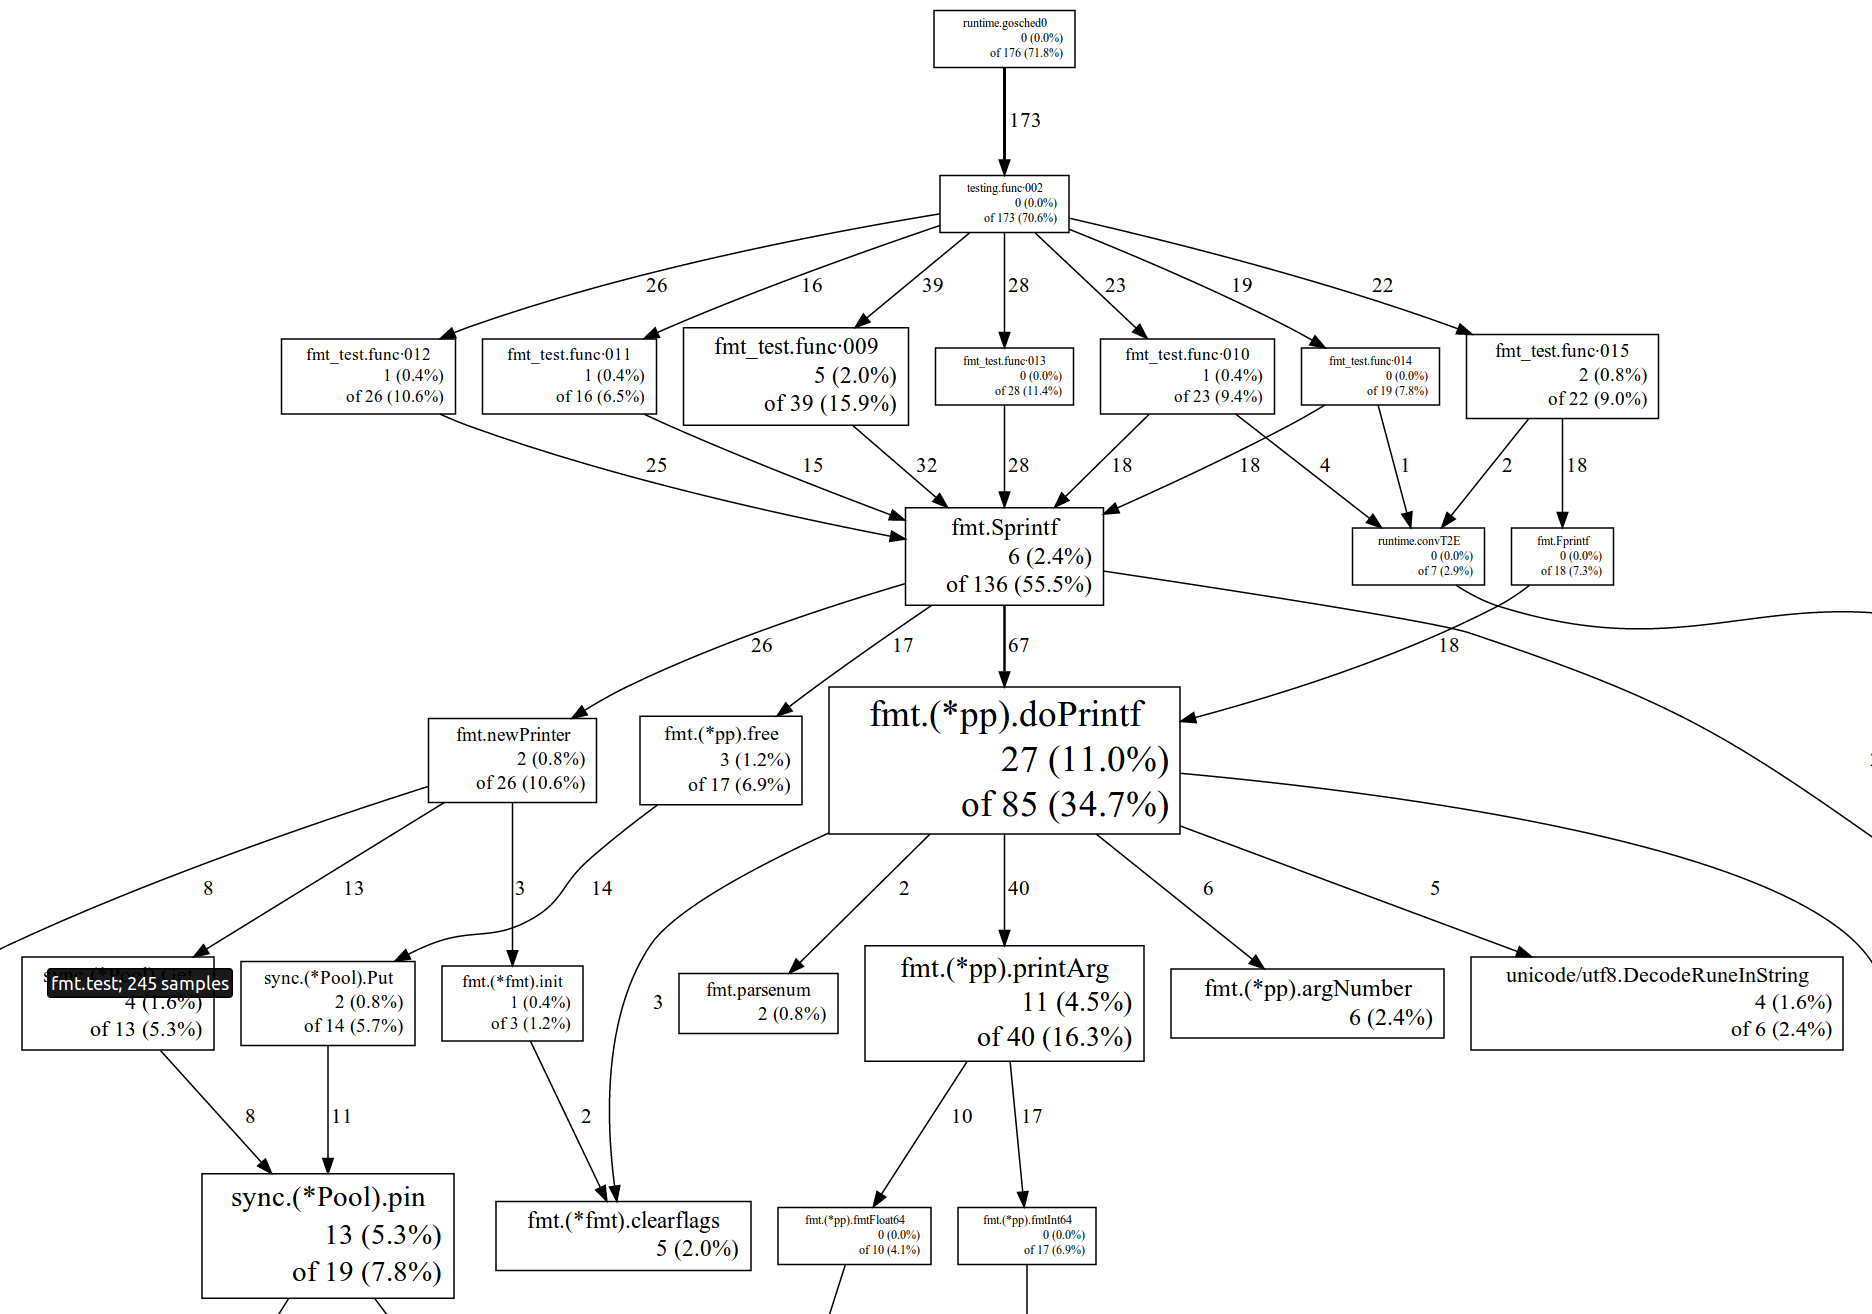 runtime.gosched0
0 (0.0%)
of 176 (71.8%)
173
testing.func·002
0 (0.0%)
of 173 (70.6%)
26
16
39
28
23
19
22
fmt_test.func·012
1 (0.4%)
of 26 (10.6%)
fmt_test.func·011
1 (0.4%)
of 16 (6.5%)
fmt_test.func·009
5 (2.0%)
of 39 (15.9%)
fmt_test.func·013
0 (0.0%)
of 28 (11.4%)
fmt_test.func·010
1 (0.4%)
of 23 (9.4%)
fmt_test.func·014
0 (0.0%)
of 19 (7.8%)
fmt_test.func·015
2 (0.8%)
of 22 (9.0%)
25
15
32
28
18
18
4
1
2
18
fmt.Sprintf
6 (2.4%)
of 136 (55.5%)
runtime.convT2E
0 (0.0%)
of 7 (2.9%)
fmt.Fprintf
0 (0.0%)
of 18 (7.3%)
26
17
67
18
fmt.newPrinter
2 (0.8%)
of 26 (10.6%)
fmt.(*pp).free
3 (1.2%)
of 17 (6.9%)
fmt.(*pp).doPrintf
27 (11.0%)
of 85 (34.7%)
8
13
3
14
2
40
6
5
fmt.test; 245 samples
4 (1.6%)
of 13 (5.3%)
sync.(*Pool).Put
2 (0.8%)
of 14 (5.7%)
fmt.(*fmt).init
1 (0.4%)
of 3 (1.2%)
3
fmt.parsenum
2 (0.8%)
fmt.(*pp).printArg
11 (4.5%)
of 40 (16.3%)
fmt.(*pp).argNumber
6 (2.4%)
unicode/utf8.DecodeRuneInString
4 (1.6%)
of 6 (2.4%)
8
11
2
10
17
sync.(*Pool).pin
13 (5.3%)
of 19 (7.8%)
fmt.(*fmt).clearflags
5 (2.0%)
fmt.(*pp).fmtFloat64
0 (0.0%)
of 10 (4.1%)
fmt.(*pp).fmtInt64
0 (0.0%)
of 17 (6.9%)